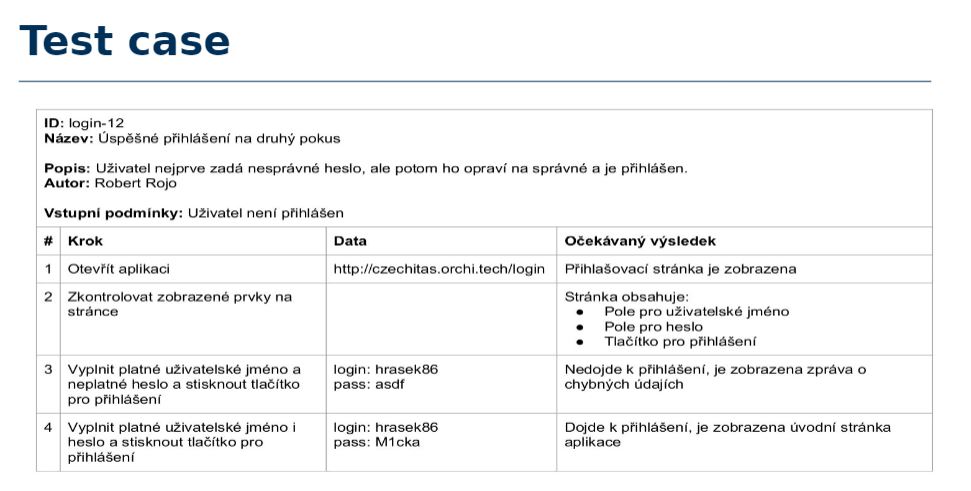 Test case
ID: login-12
Název: Úspěšné přihlášení na druhý pokus
Popis: Uživatel nejprve zadá nesprávné heslo, ale potom ho opraví na správné a je přihlášen.
Autor: Robert Rojo
Vstupní podmínky: Uživatel není přihlášen
# Krok Data Očekávaný výsledek
1 Otevřít aplikaci http://czechitas.orchi.tech/login Přihlašovací stránka je zobrazena
2 Zkontrolovat zobrazené prvky na
stránce
Stránka obsahuje:
● Pole pro uživatelské jméno
● Pole pro heslo
● Tlačítko pro přihlášení
3 Vyplnit platné uživatelské jméno a
neplatné heslo a stisknout tlačítko
pro přihlášení
login: hrasek86
pass: asdf
Nedojde k přihlášení, je zobrazena zpráva o
chybných údajích
4 Vyplnit platné uživatelské jméno i
heslo a stisknout tlačítko pro
přihlášení
login: hrasek86
pass: M1cka
Dojde k přihlášení, je zobrazena úvodní stránka
aplikace